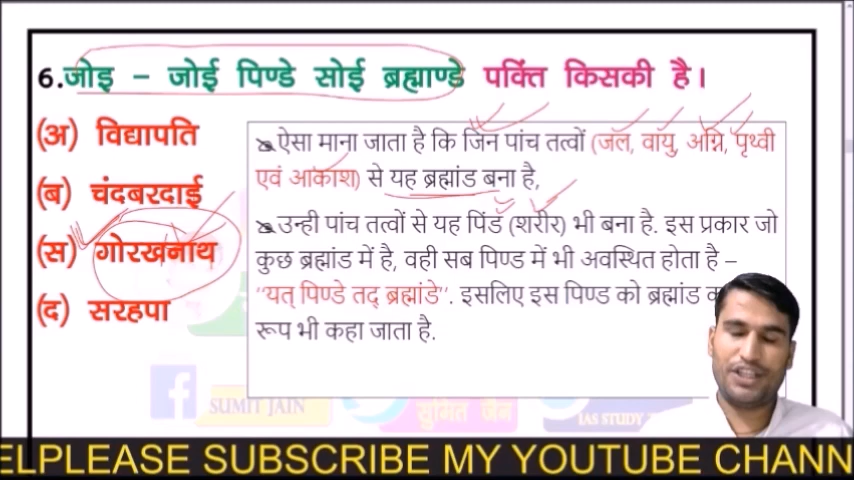 6.जोइ – जोई पिण्डे सोई ब्रह्माण्डे पक्तिं किसकी है।
(अ) विद्यापति
(ब) चंदबरदाई
(स) गोरखनाथ
(द) सरहपा
ऐसा माना जाता है कि जिन पांच तत्वों (जल, वायु, अग्नि, पृथ्वी
एवं आकाश) से यह ब्रह्मांड बना है,
उन्ही पांच तत्वों से यह पिंड (शरीर) भी बना है. इस प्रकार जो
कुछ ब्रह्मांड में है, वही सब पिण्ड में भी अवस्थित होता है –
"यत् पिण्डे तद् ब्रह्मांडे". इसलिए इस पिण्ड को ब्रह्मांड
रूप भी कहा जाता है.
SUMIT JAIN
सुमित जैन
IAS STUDY
PLEASE SUBSCRIBE MY YOUTUBE CHANN